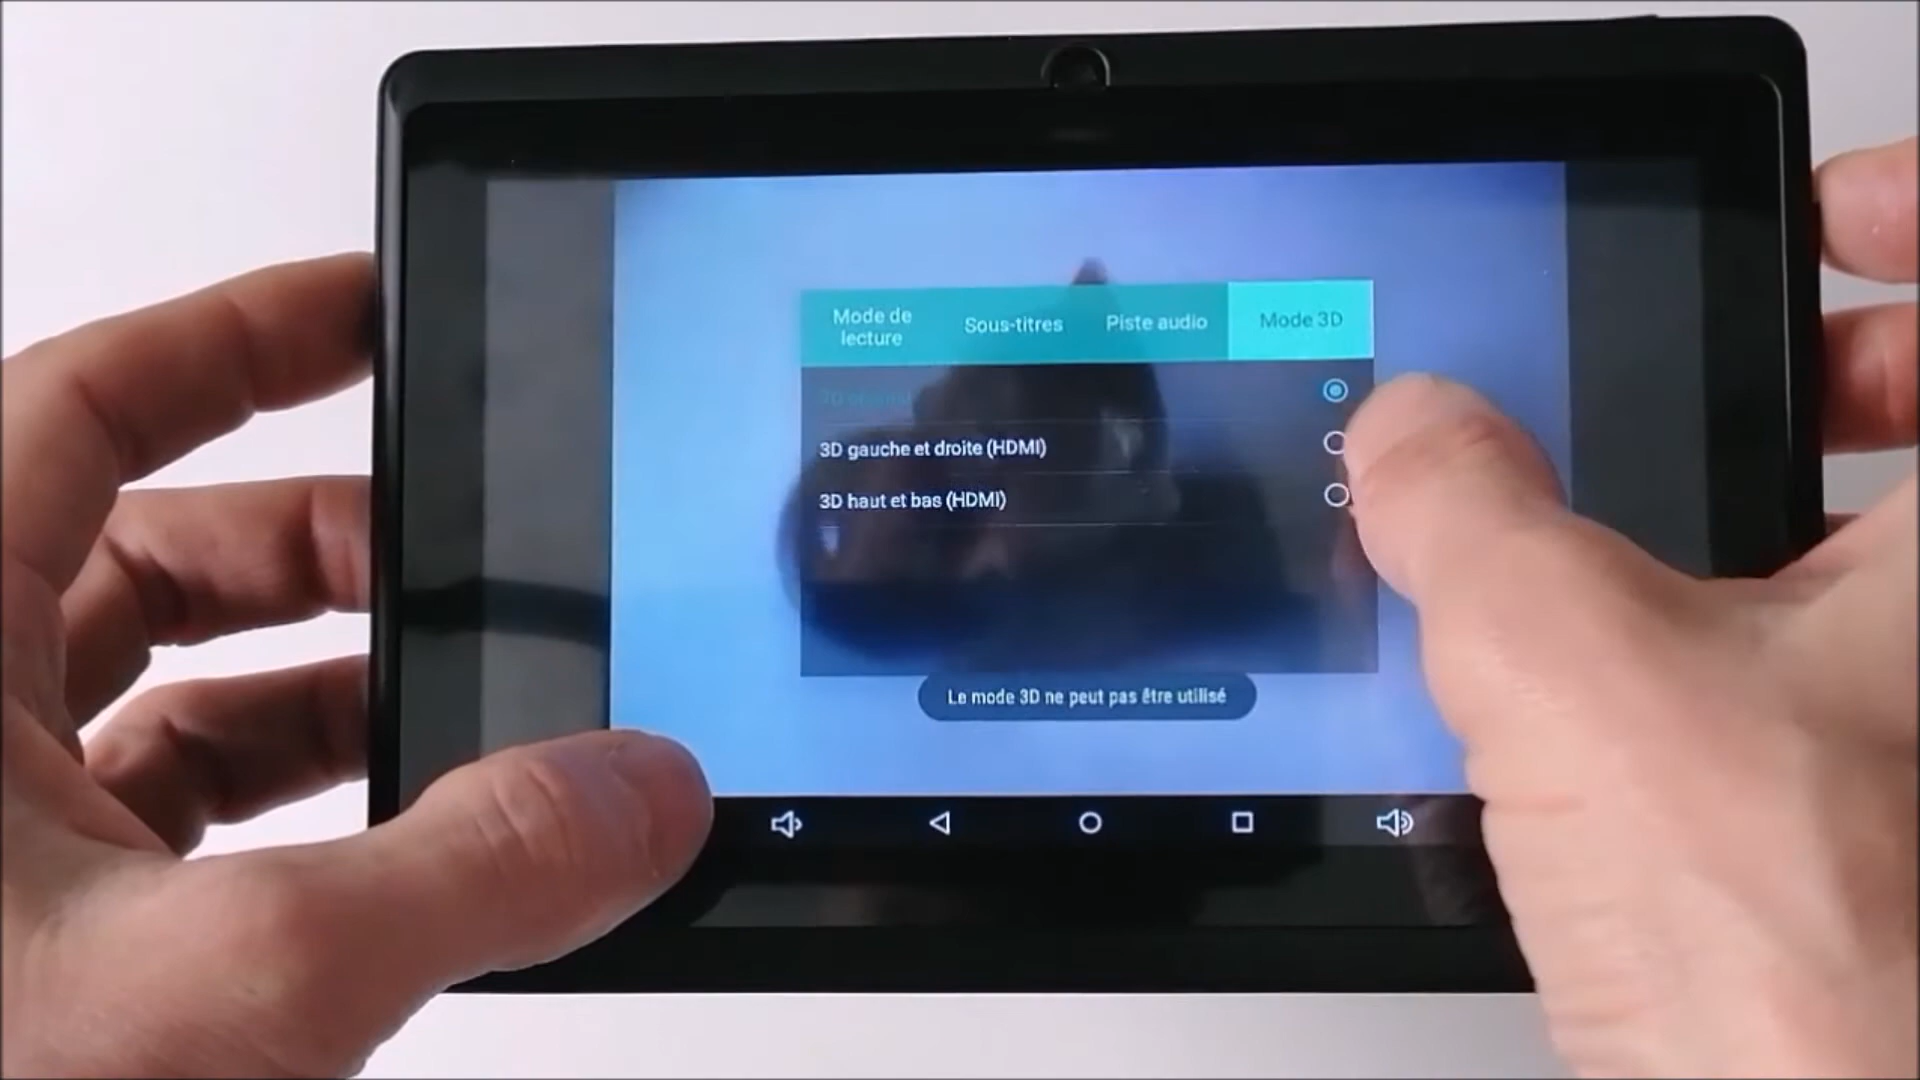 Mode de
lecture
Sous-titres
Piste audio
Mode 3D
3D gauche et droite (HDMI)
3D haut et bas (HDMI)
Le mode 3D ne peut pas être utilisé